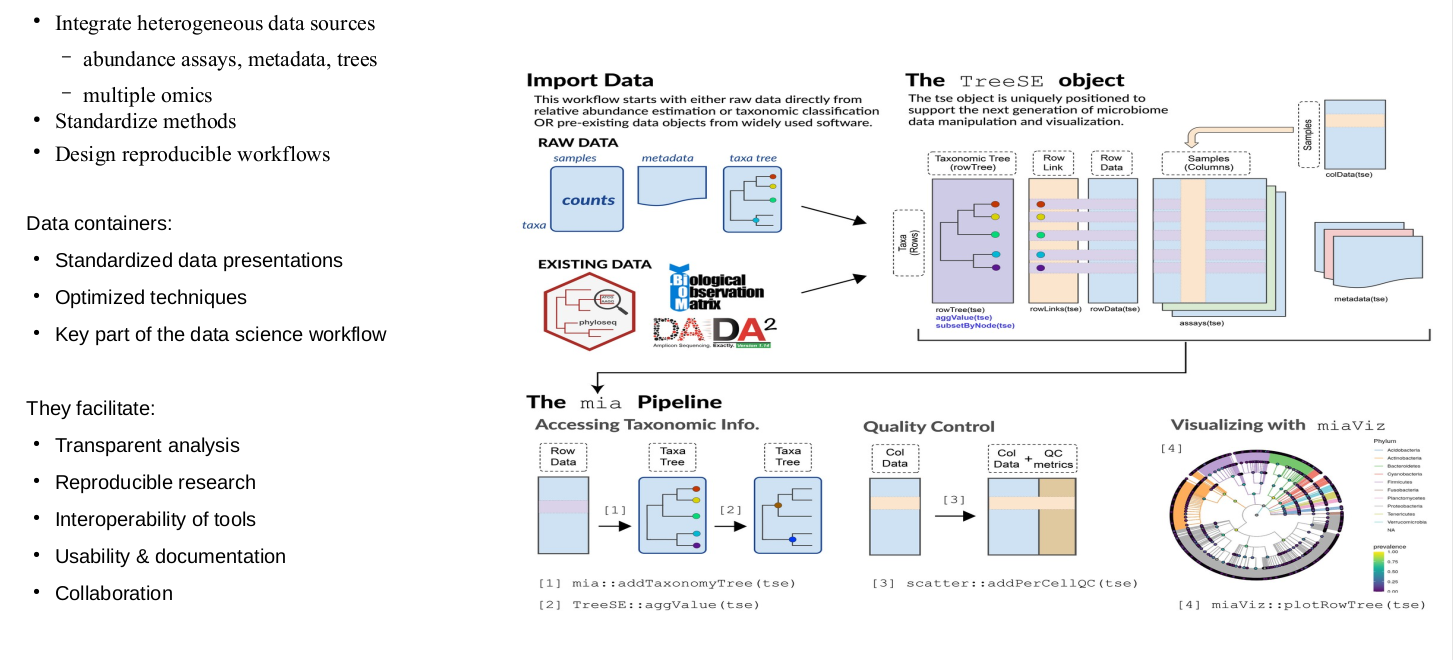 • Integrate heterogeneous data sources
– abundance assays, metadata, trees
– multiple omics
• Standardize methods
• Design reproducible workflows
Data containers:
• Standardized data presentations
• Optimized techniques
• Key part of the data science workflow
They facilitate:
• Transparent analysis
• Reproducible research
• Interoperability of tools
• Usability & documentation
• Collaboration
Import Data
This workflow starts with either raw data directly from
relative abundance estimation or taxonomic classification
OR pre-existing data objects from widely used software.
RAW DATA
samples
metadata
taxa tree
counts
taxa
EXISTING DATA
phyloseq
BIological
Observation
Matrix
DADA2
Amplicon Sequencing. Exactly. Version 1.14
The TreeSE object
The tse object is uniquely positioned to
support the next generation of microbiome
data manipulation and visualization.
Samples
colData(tse)
Taxonomic Tree
(rowTree)
Row
Link
Row
Data
Samples
(Columns)
Taxa
(Rows)
rowTree(tse)
aggValue(tse)
subsetByNode(tse)
rowLinks(tse)
rowData(tse)
assays(tse)
metadata(tse)
The mia Pipeline
Accessing Taxonomic Info.
Row
Data
Taxa
Tree
Taxa
Tree
[1]
[2]
[1] mia::addTaxonomyTree(tse)
[2] TreeSE::aggValue(tse)
Quality Control
Col
Data
Col
Data
+
QC
metrics
[3]
[3] scatter::addPerCellQC(tse)
Visualizing with miaViz
[4]
Phylum
Acidobacteria
Actinobacteria
Bacteroidetes
Cyanobacteria
Firmicutes
Fusobacteria
Planctomycetes
Proteobacteria
Tenericutes
Verrucomicrobia
NA
prevalence
1.00
0.75
0.50
0.25
0.00
[4] miaViz::plotRowTree(tse)